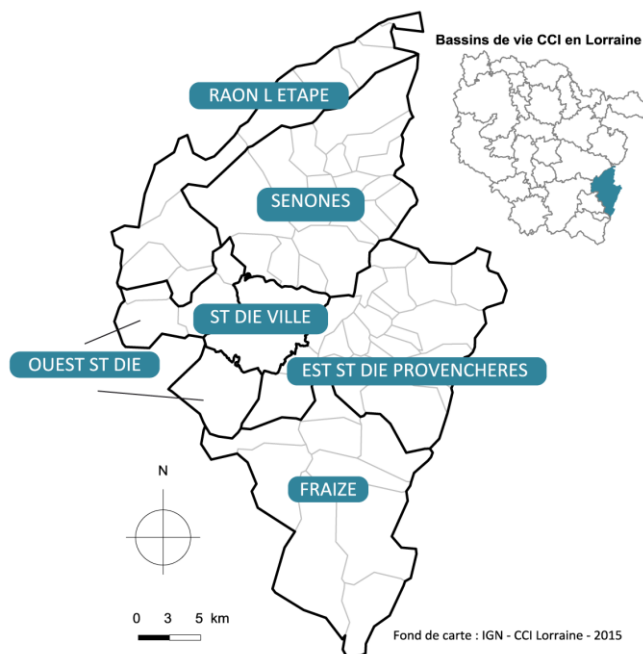 Bassins de vie CCI en Lorraine
RAON L ETAPE
SENONES
ST DIE VILLE
OUEST ST DIE
EST ST DIE PROVENCHERES
FRAIZE
N
0 3 5 km
Fond de carte : IGN - CCI Lorraine - 2015